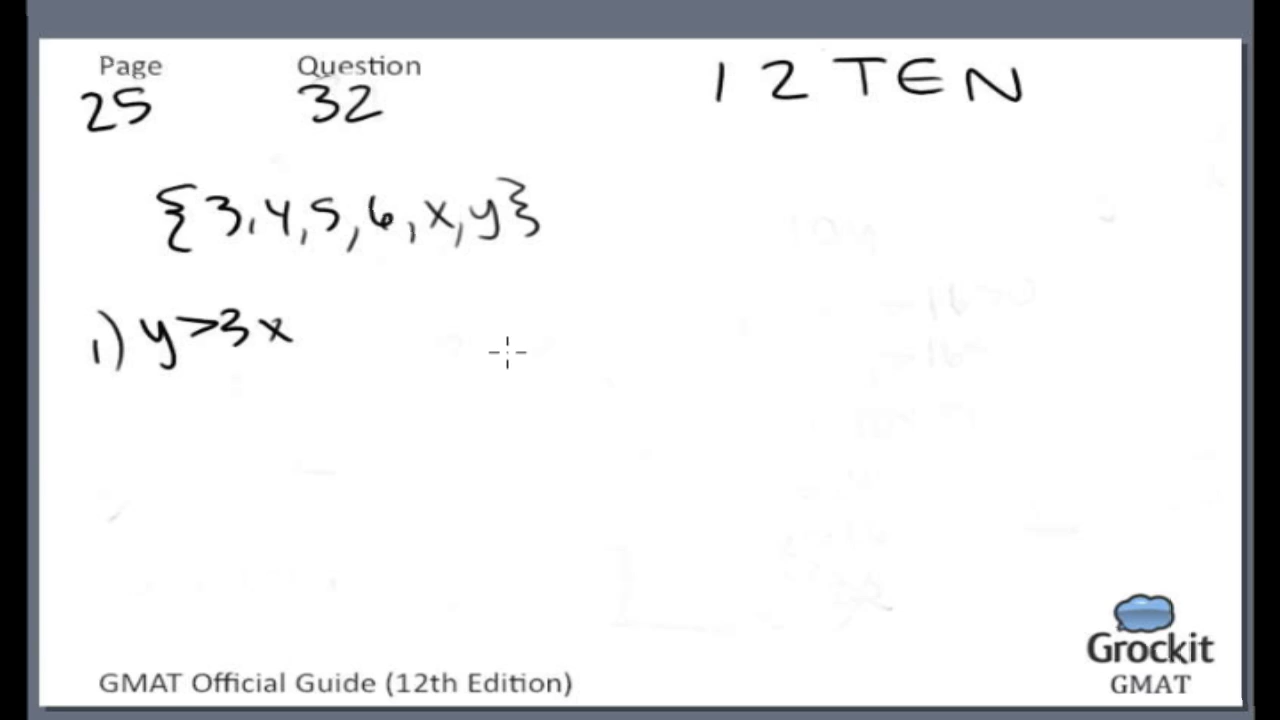 Page Question
25 32
12TEN
{3,4,5,6,x,y}
1) y>3x
GMAT Official Guide (12th Edition)
Grockit
GMAT